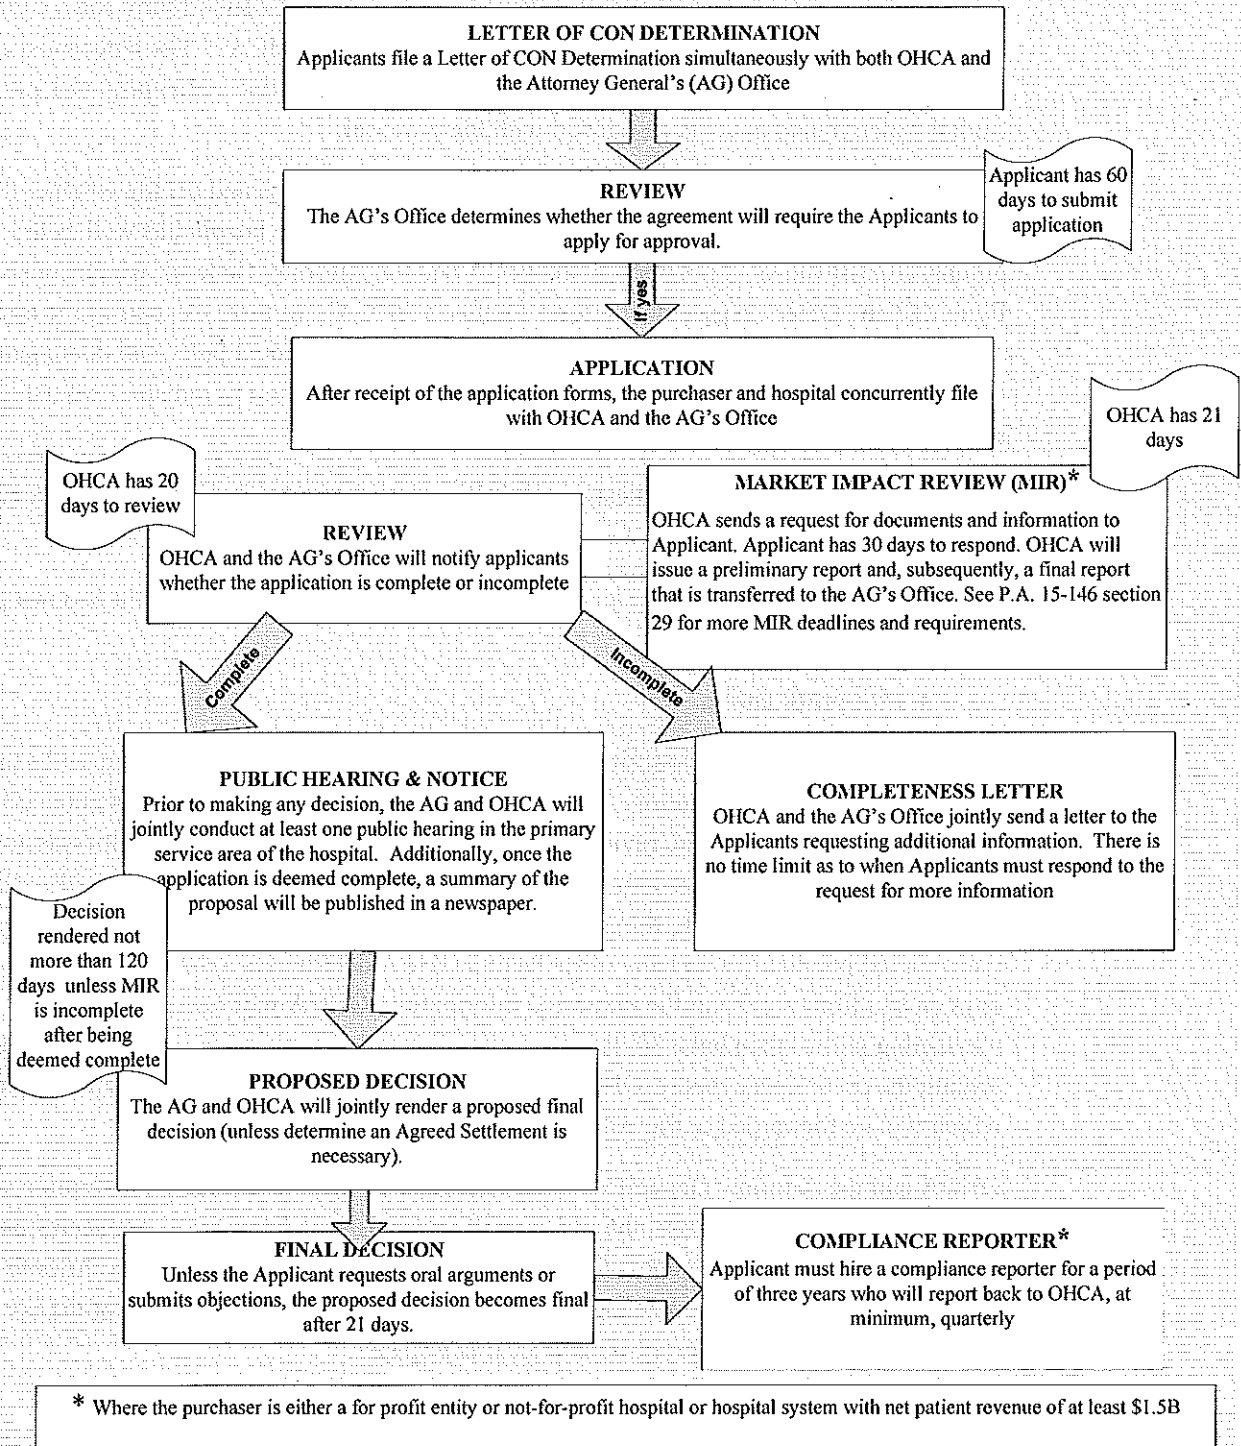 LETTER OF CON DETERMINATION
Applicants file a Letter of CON Determination simultaneously with both OHCA and
the Attorney General's (AG) Office
REVIEW
The AG's Office determines whether the agreement will require the Applicants to
apply for approval.
Applicant has 60
days to submit
application
If yes
APPLICATION
After receipt of the application forms, the purchaser and hospital concurrently file
with OHCA and the AG's Office
OHCA has 21
days
OHCA has 20
days to review
REVIEW
OHCA and the AG's Office will notify applicants
whether the application is complete or incomplete
MARKET IMPACT REVIEW (MIR)*
OHCA sends a request for documents and information to
Applicant. Applicant has 30 days to respond. OHCA will
issue a preliminary report and, subsequently, a final report
that is transferred to the AG's Office. See P.A. 15-146 section
29 for more MIR deadlines and requirements.
Complete
Incomplete
PUBLIC HEARING & NOTICE
Prior to making any decision, the AG and OHCA will
jointly conduct at least one public hearing in the primary
service area of the hospital. Additionally, once the
application is deemed complete, a summary of the
proposal will be published in a newspaper.
COMPLETENESS LETTER
OHCA and the AG's Office jointly send a letter to the
Applicants requesting additional information. There is
no time limit as to when Applicants must respond to the
request for more information
Decision
rendered not
more than 120
days unless MIR
is incomplete
after being
deemed complete
PROPOSED DECISION
The AG and OHCA will jointly render a proposed final
decision (unless determine an Agreed Settlement is
necessary).
FINAL DECISION
Unless the Applicant requests oral arguments or
submits objections, the proposed decision becomes final
after 21 days.
COMPLIANCE REPORTER*
Applicant must hire a compliance reporter for a period
of three years who will report back to OHCA, at
minimum, quarterly
* Where the purchaser is either a for profit entity or not-for-profit hospital or hospital system with net patient revenue of at least $1.5B